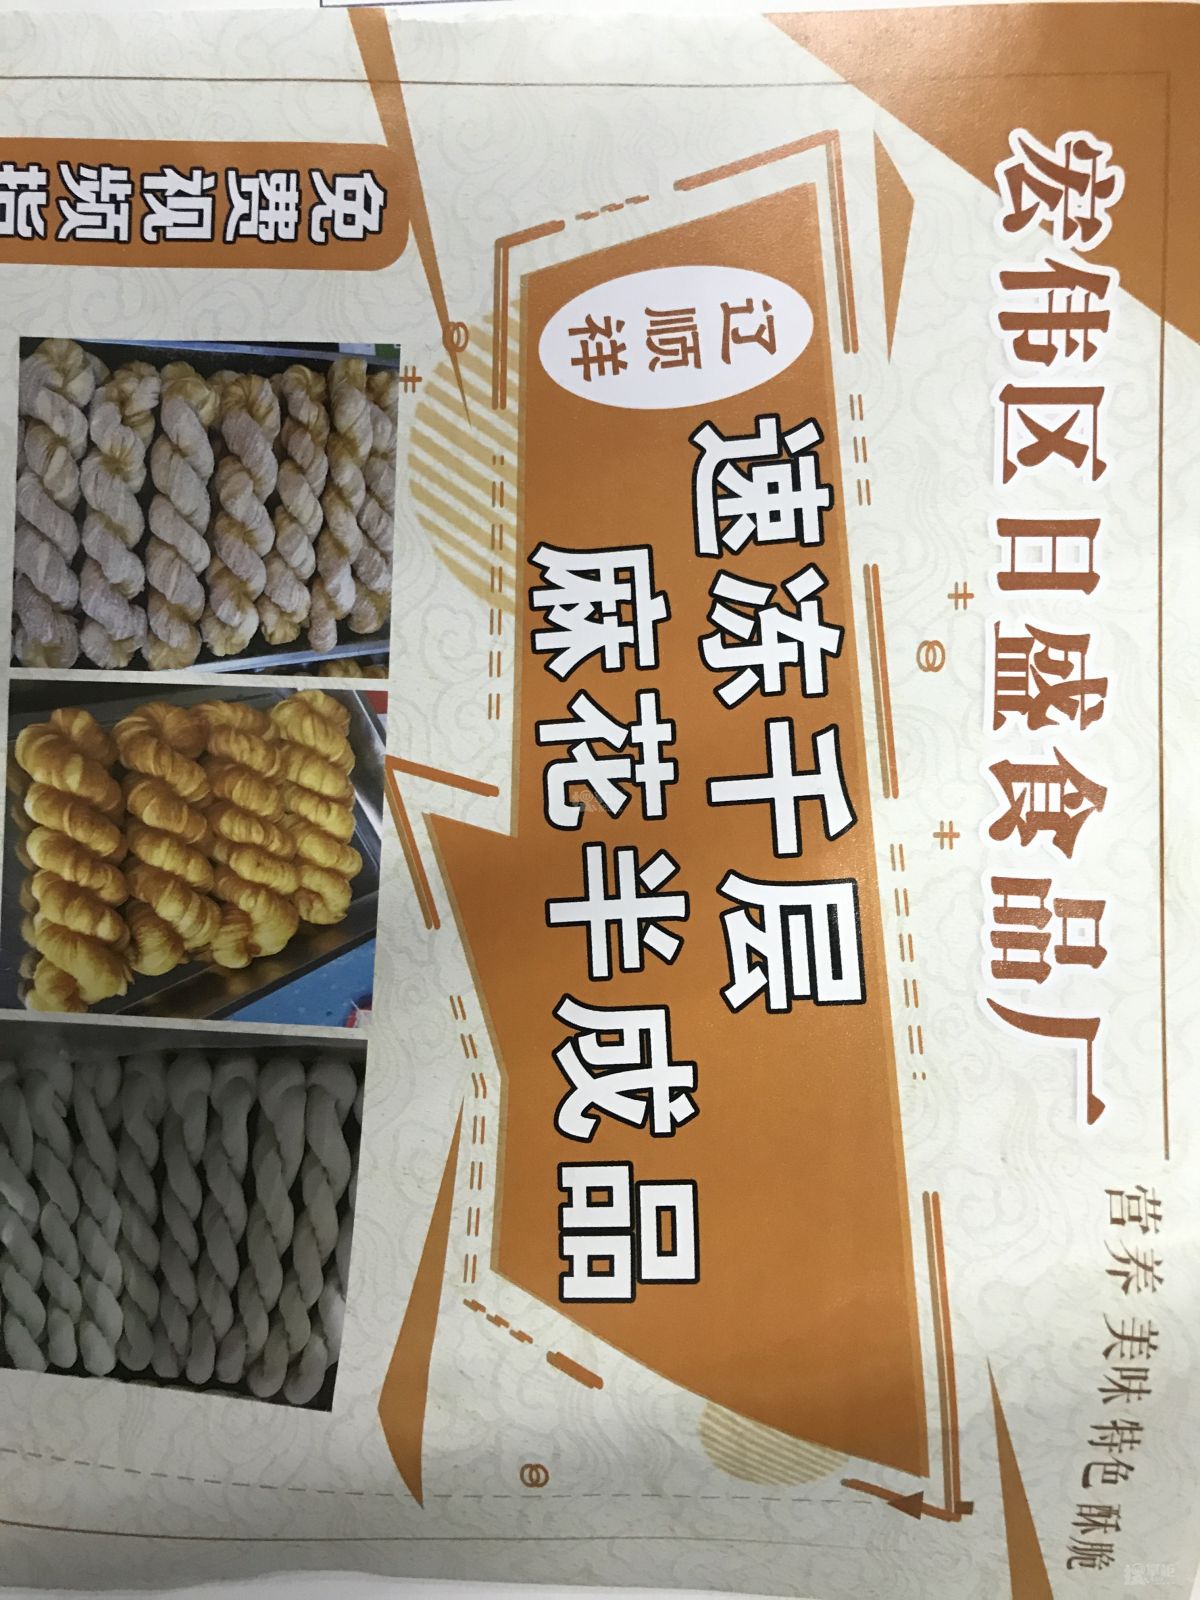 宏伟区日盛食品厂
营养 美味 特色 酥脆
辽顺祥
速冻千层
麻花半成品
免费视频指